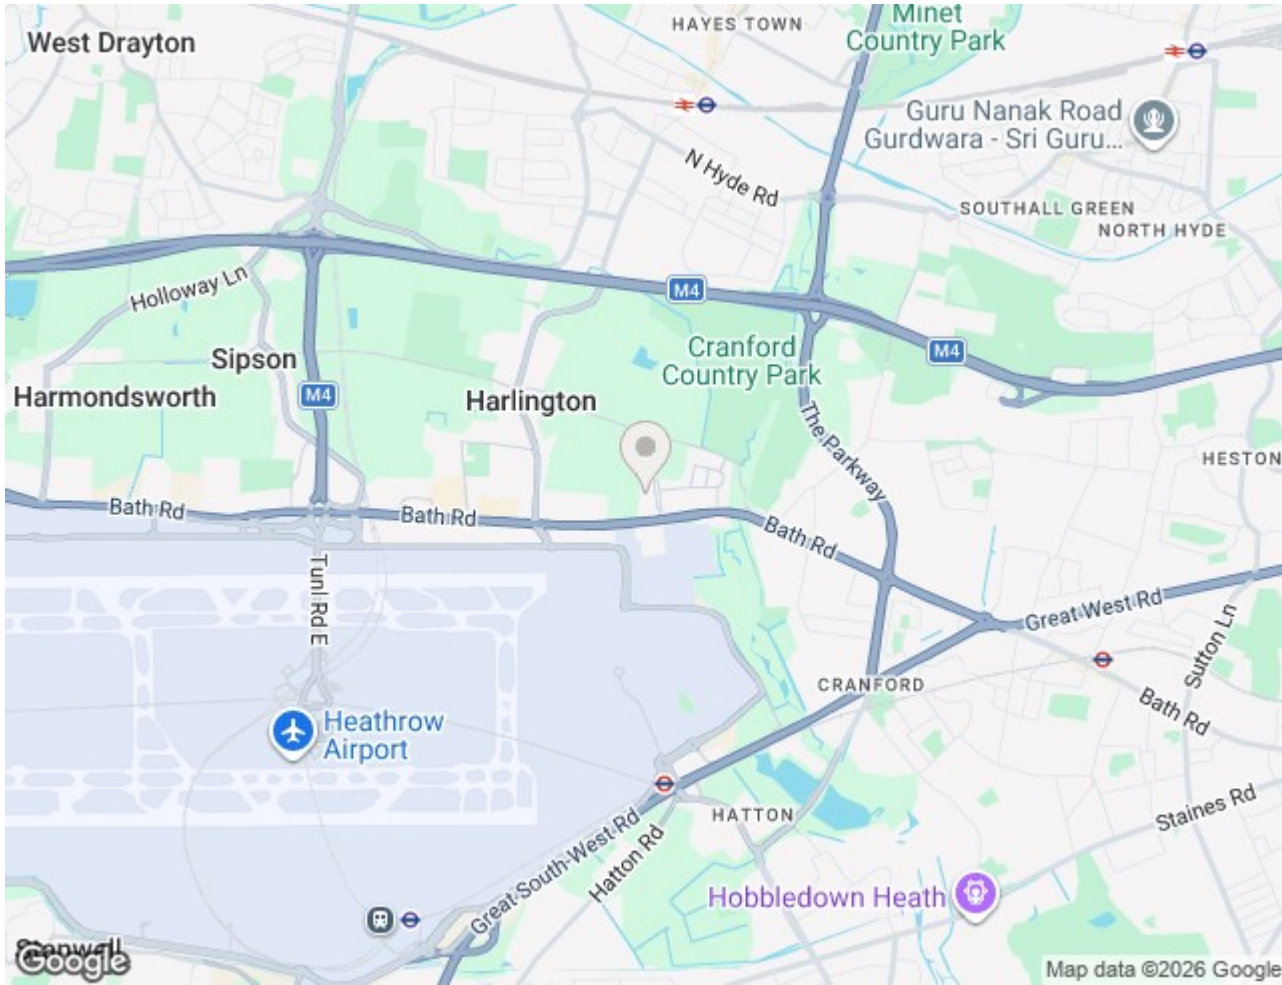 Minet
Country Park
HAYES TOWN
West Drayton
Guru Nanak Road
Gurdwara - Sri Guru...
N Hyde Rd
SOUTHALL GREEN
NORTH HYDE
Holloway Ln
M4
Cranford
Country Park
M4
Sipson
M4
Harmondsworth
Harlington
The Parkway
HESTON
Bath Rd
Bath Rd
Bath Rd
Tunl Rd E
Great West Rd
Sutton Ln
CRANFORD
Bath Rd
Heathrow
Airport
HATTON
Staines Rd
Great South-West Rd
Hatton Rd
Hobbledown Heath
Stanwell
Google
Map data ©2026 Google